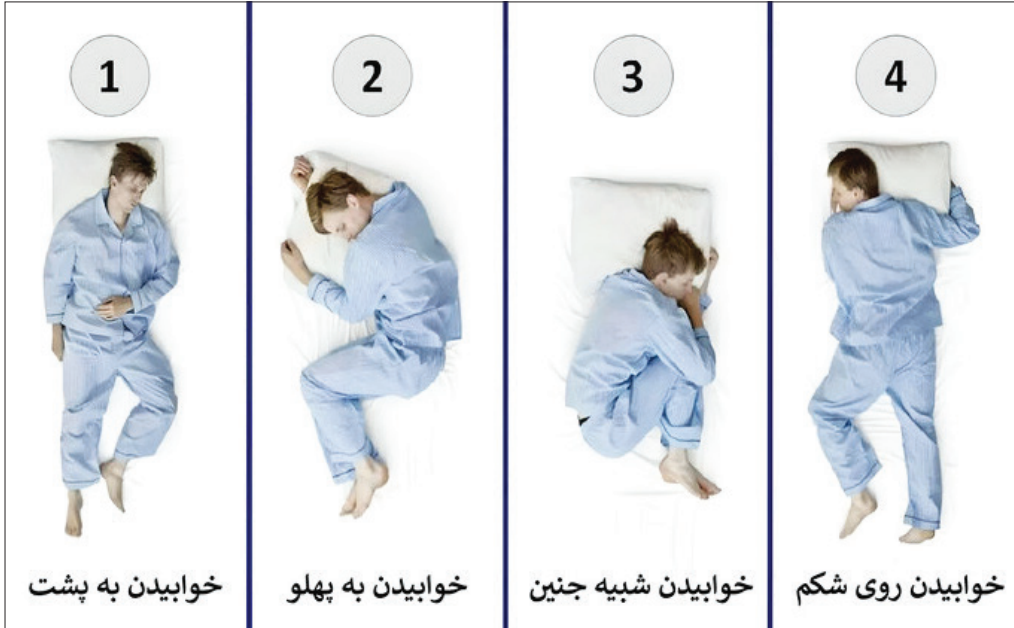 1
خوابیدن به پشت
2
خوابیدن به پهلو
3
خوابیدن شبیه جنین
4
خوابیدن روی شکم